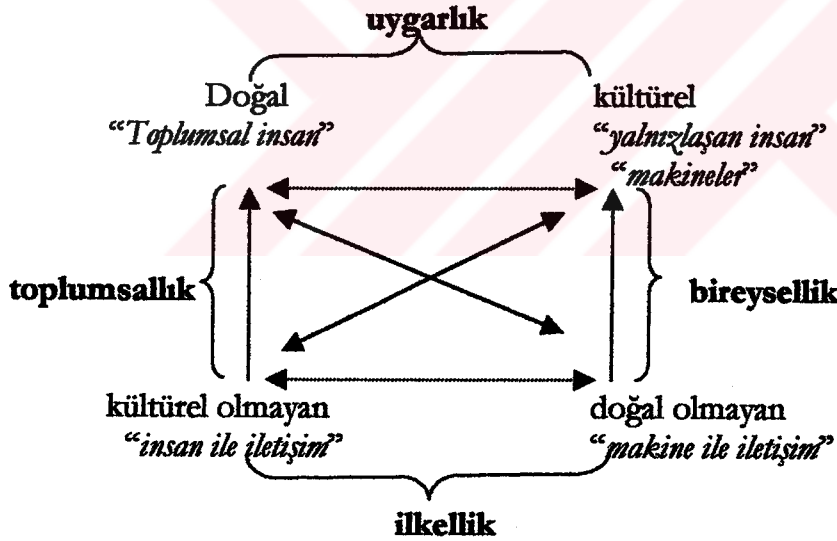 uygarlık
Doğal
"Toplumsal insan"
kültürel
"yalnızlaşan insan"
"makineler"
toplumsallık
bireysellik
kültürel olmayan
"insan ile iletişim"
doğal olmayan
"makine ile iletişim"
ilkellik